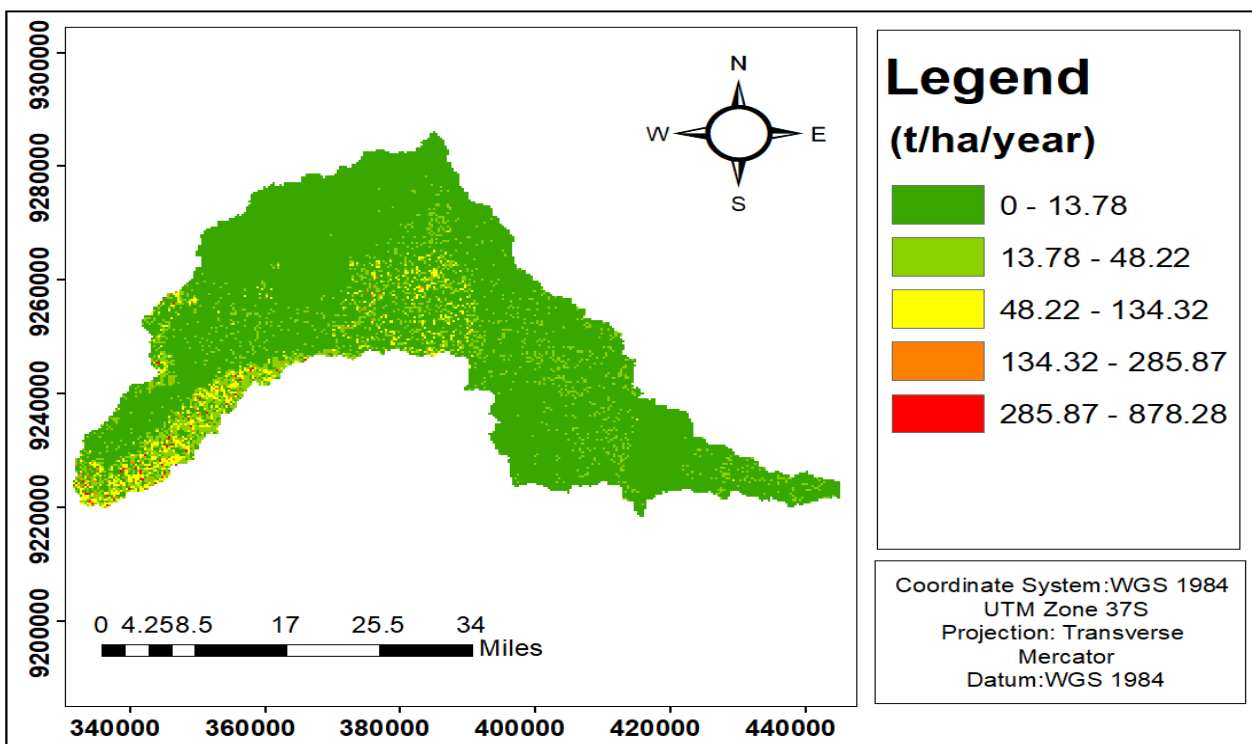 9300000
9280000
9260000
9240000
9220000
9200000
N
W E
S
0 4.258.5 17 25.5 34
Miles
340000 360000 380000 400000 420000 440000
Legend
(t/ha/year)
0 - 13.78
13.78 - 48.22
48.22 - 134.32
134.32 - 285.87
285.87 - 878.28
Coordinate System:WGS 1984
UTM Zone 37S
Projection: Transverse
Mercator
Datum:WGS 1984